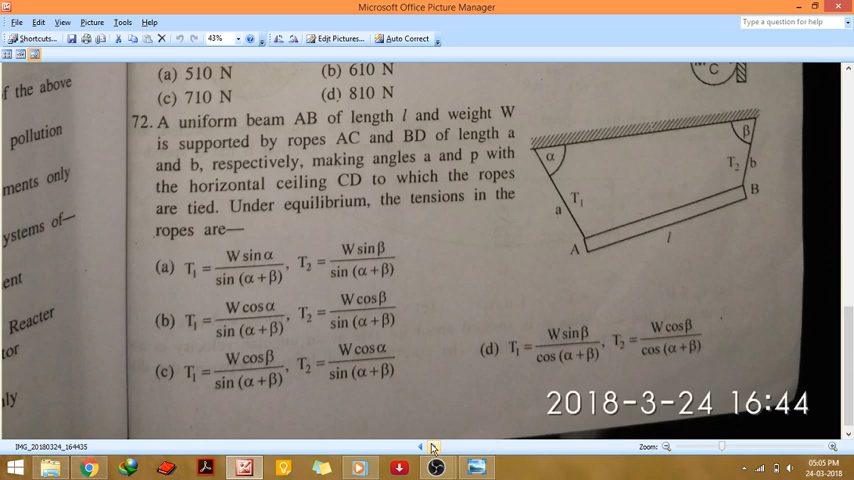 Microsoft Office Picture Manager
File Edit View Picture Tools Help
Type a question for help
Shortcuts... 43% Edit Pictures... Auto Correct
f the above
pollution
ments only
ystems of—
ent
Reacter
tor
ly
(a) 510 N (b) 610 N
(c) 710 N (d) 810 N
C
72. A uniform beam AB of length l and weight W
is supported by ropes AC and BD of length a
and b, respectively, making angles a and p with
the horizontal ceiling CD to which the ropes
are tied. Under equilibrium, the tensions in the
ropes are—
(a) T₁ = W sin α / sin (α+β), T₂ = W sin β / sin (α+β)
(b) T₁ = W cos α / sin (α+β), T₂ = W cos β / sin (α+β)
(c) T₁ = W cos β / sin (α+β), T₂ = W cos α / sin (α+β)
(d) T₁ = W sin β / cos (α+β), T₂ = W cos β / cos (α+β)
α β
T₂ b
T₁
a
B
A
l
2018-3-24 16:44
IMG_20180324_164435
Zoom:
05:05 PM
24-03-2018